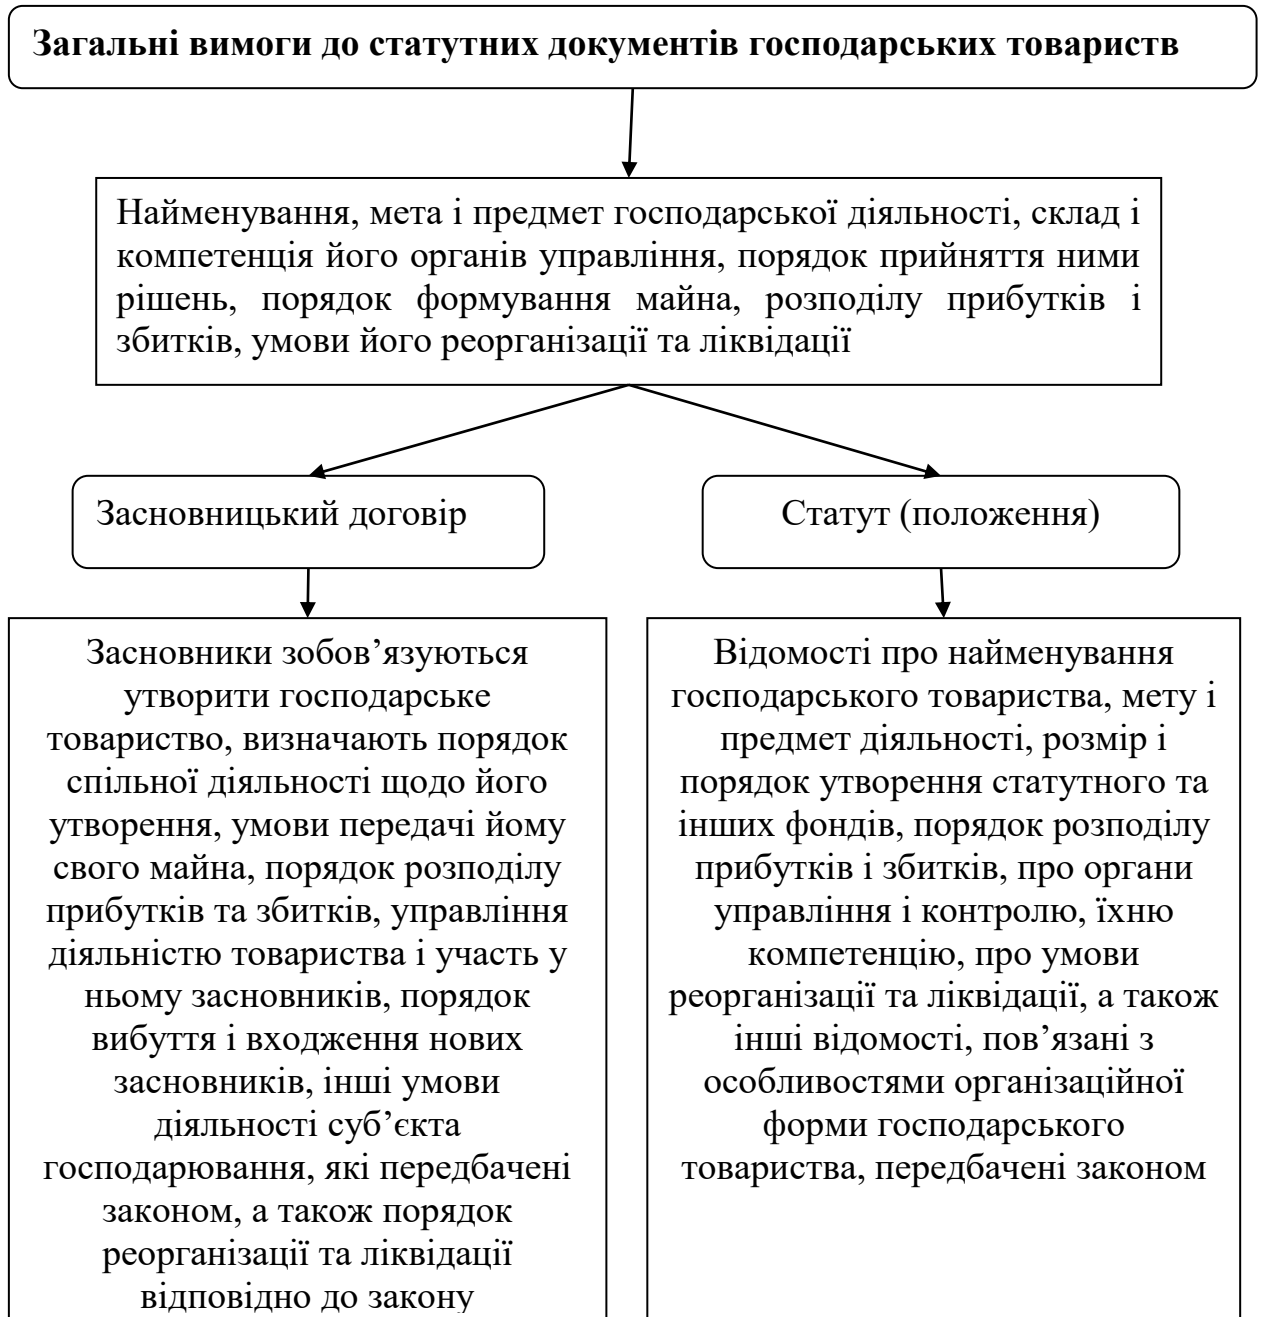 Загальні вимоги до статутних документів господарських товариств
Найменування, мета і предмет господарської діяльності, склад і
компетенція його органів управління, порядок прийняття ними
рішень, порядок формування майна, розподілу прибутків і
збитків, умови його реорганізації та ліквідації
Засновницький договір
Статут (положення)
Засновники зобов’язуються
утворити господарське
товариство, визначають порядок
спільної діяльності щодо його
утворення, умови передачі йому
свого майна, порядок розподілу
прибутків та збитків, управління
діяльністю товариства і участь у
ньому засновників, порядок
вибуття і входження нових
засновників, інші умови
діяльності суб’єкта
господарювання, які передбачені
законом, а також порядок
реорганізації та ліквідації
відповідно до закону
Відомості про найменування
господарського товариства, мету і
предмет діяльності, розмір і
порядок утворення статутного та
інших фондів, порядок розподілу
прибутків і збитків, про органи
управління і контролю, їхню
компетенцію, про умови
реорганізації та ліквідації, а також
інші відомості, пов’язані з
особливостями організаційної
форми господарського
товариства, передбачені законом